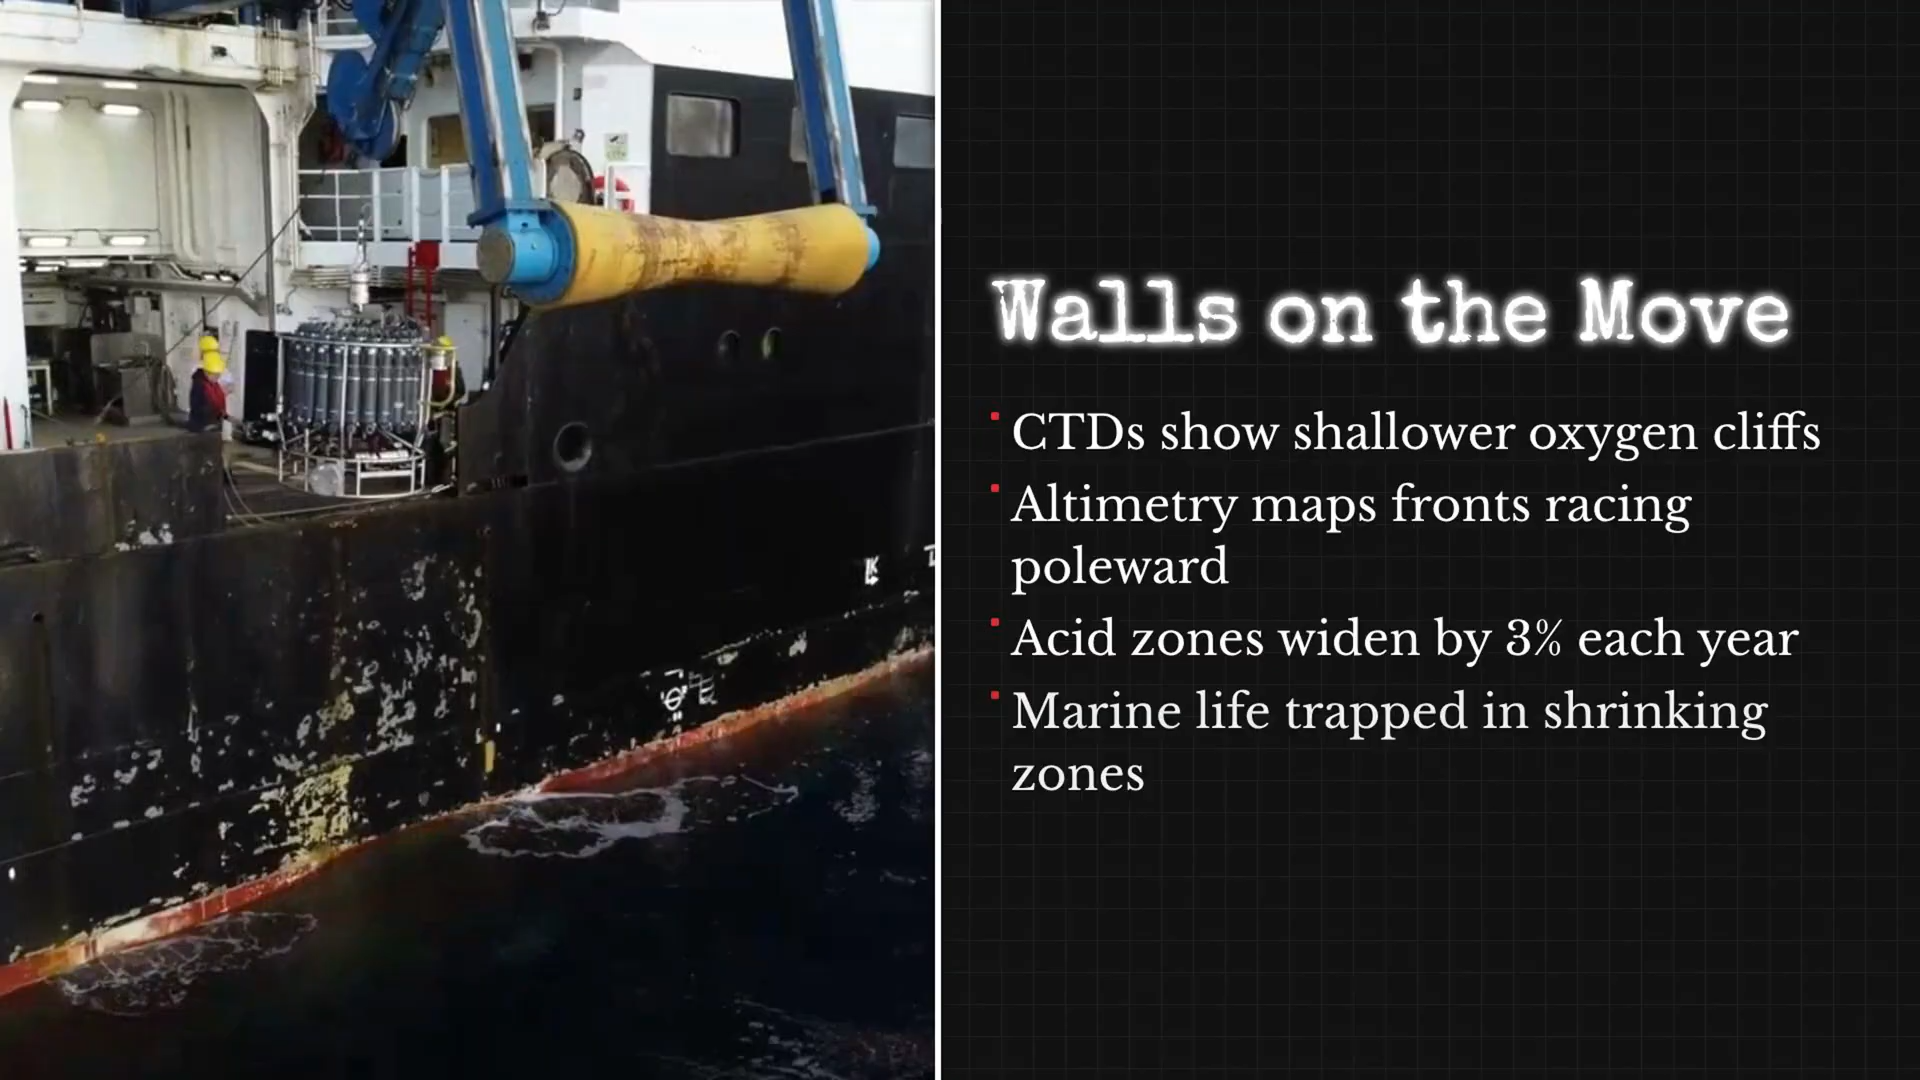 Walls on the Move
CTDs show shallower oxygen cliffs
Altimetry maps fronts racing
poleward
Acid zones widen by 3% each year
Marine life trapped in shrinking
zones